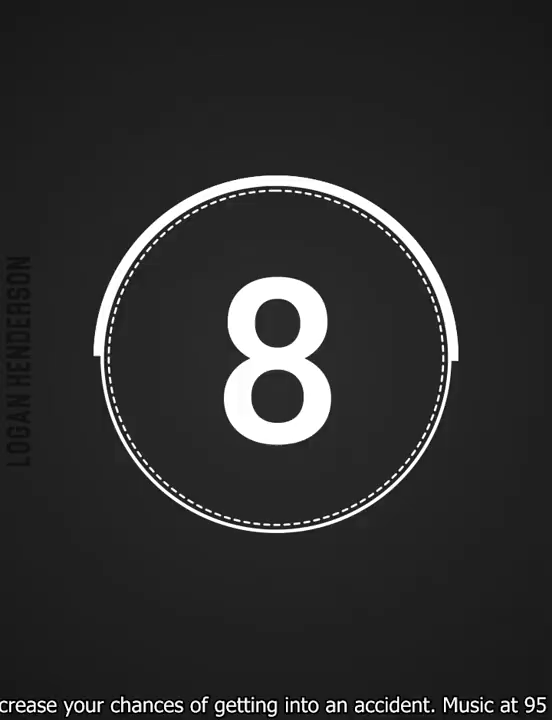 8
LOGAN HENDERSON
crease your chances of getting into an accident. Music at 95